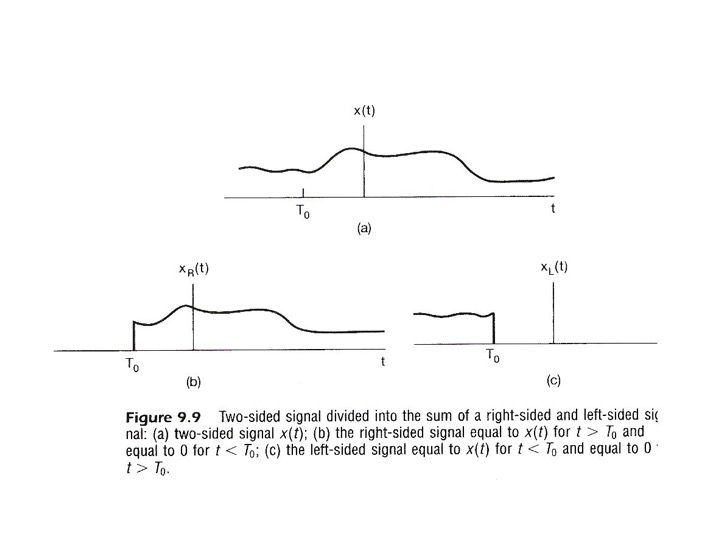 x(t)
T₀
t
(a)
x_R(t)
x_L(t)
T₀
t
T₀
(b)
(c)
Figure 9.9 Two-sided signal divided into the sum of a right-sided and left-sided sig
nal: (a) two-sided signal x(t); (b) the right-sided signal equal to x(t) for t > T₀ and
equal to 0 for t < T₀; (c) the left-sided signal equal to x(t) for t < T₀ and equal to 0
t > T₀.